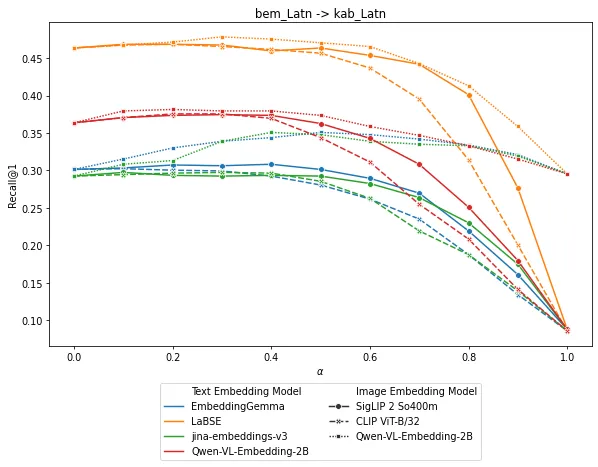 bem_Latn -> kab_Latn
Recall@1
0.45
0.40
0.35
0.30
0.25
0.20
0.15
0.10
0.0
0.2
0.4
0.6
0.8
1.0
α
Text Embedding Model
EmbeddingGemma
LaBSE
jina-embeddings-v3
Qwen-VL-Embedding-2B
Image Embedding Model
SigLIP 2 So400m
CLIP ViT-B/32
Qwen-VL-Embedding-2B